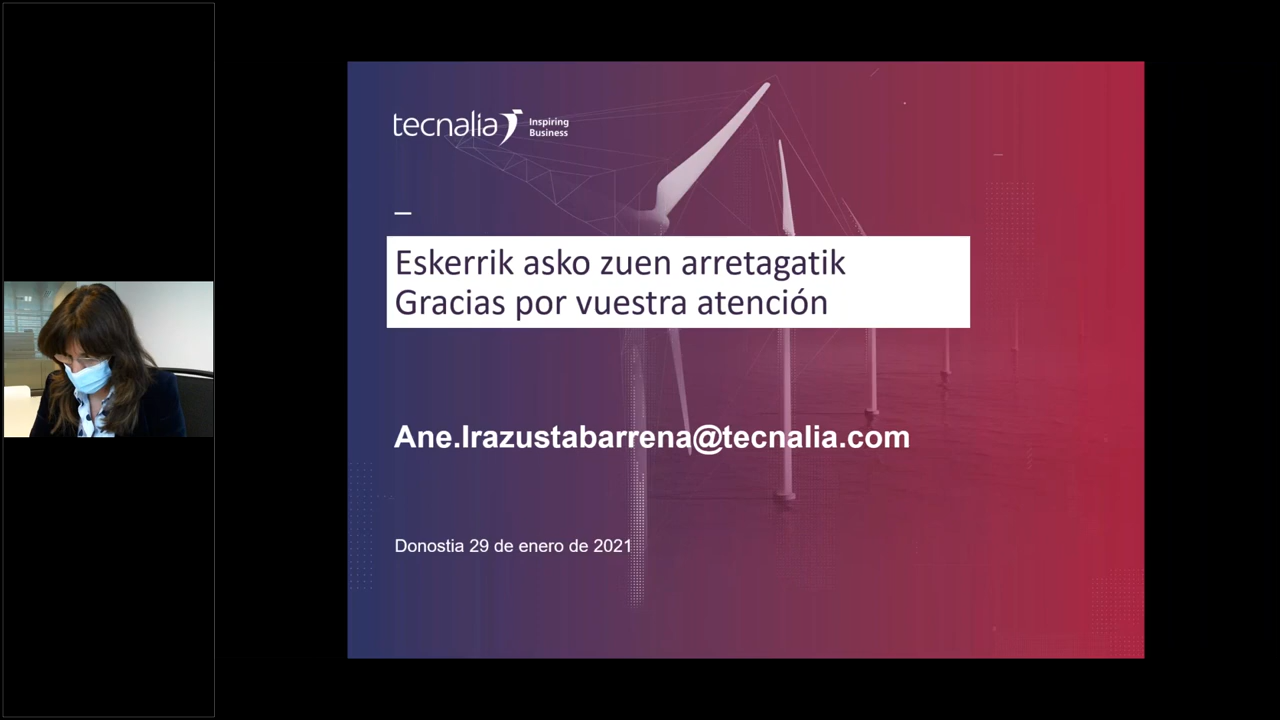 tecnalia
Inspiring
Business
Eskerrik asko zuen arretagatik
Gracias por vuestra atención
Ane.Irazustabarrena@tecnalia.com
Donostia 29 de enero de 2021